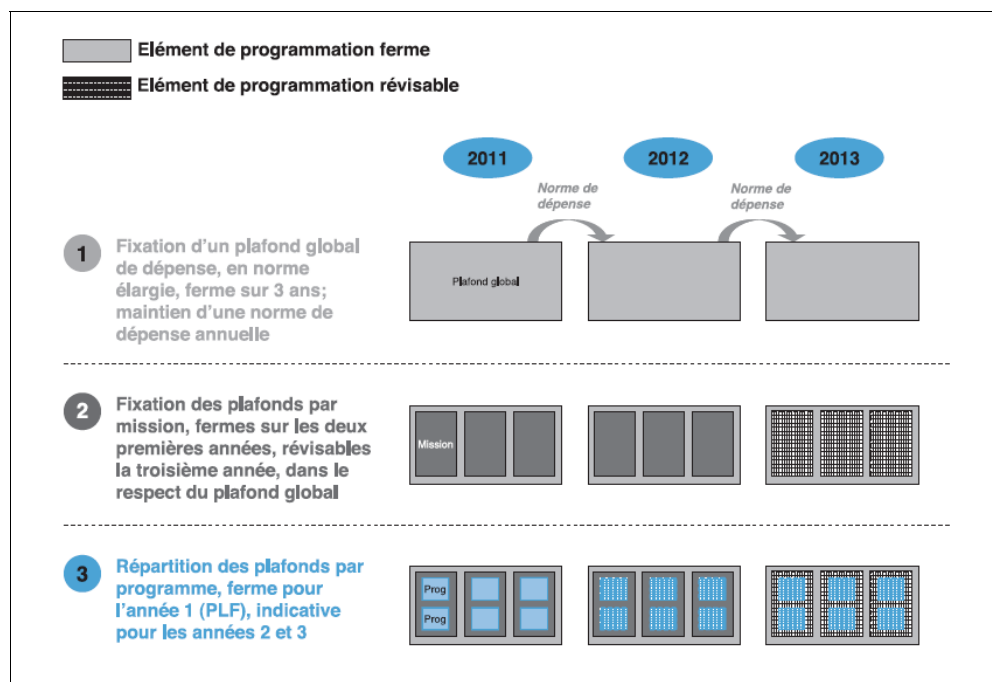 Elément de programmation ferme
Elément de programmation révisable
2011
2012
2013
Norme de
dépense
Norme de
dépense
1
Fixation d'un plafond global
de dépense, en norme
élargie, ferme sur 3 ans;
maintien d'une norme de
dépense annuelle
Plafond global
2
Fixation des plafonds par
mission, fermes sur les deux
premières années, révisables
la troisième année, dans le
respect du plafond global
Mission
3
Répartition des plafonds par
programme, ferme pour
l'année 1 (PLF), indicative
pour les années 2 et 3
Prog
Prog